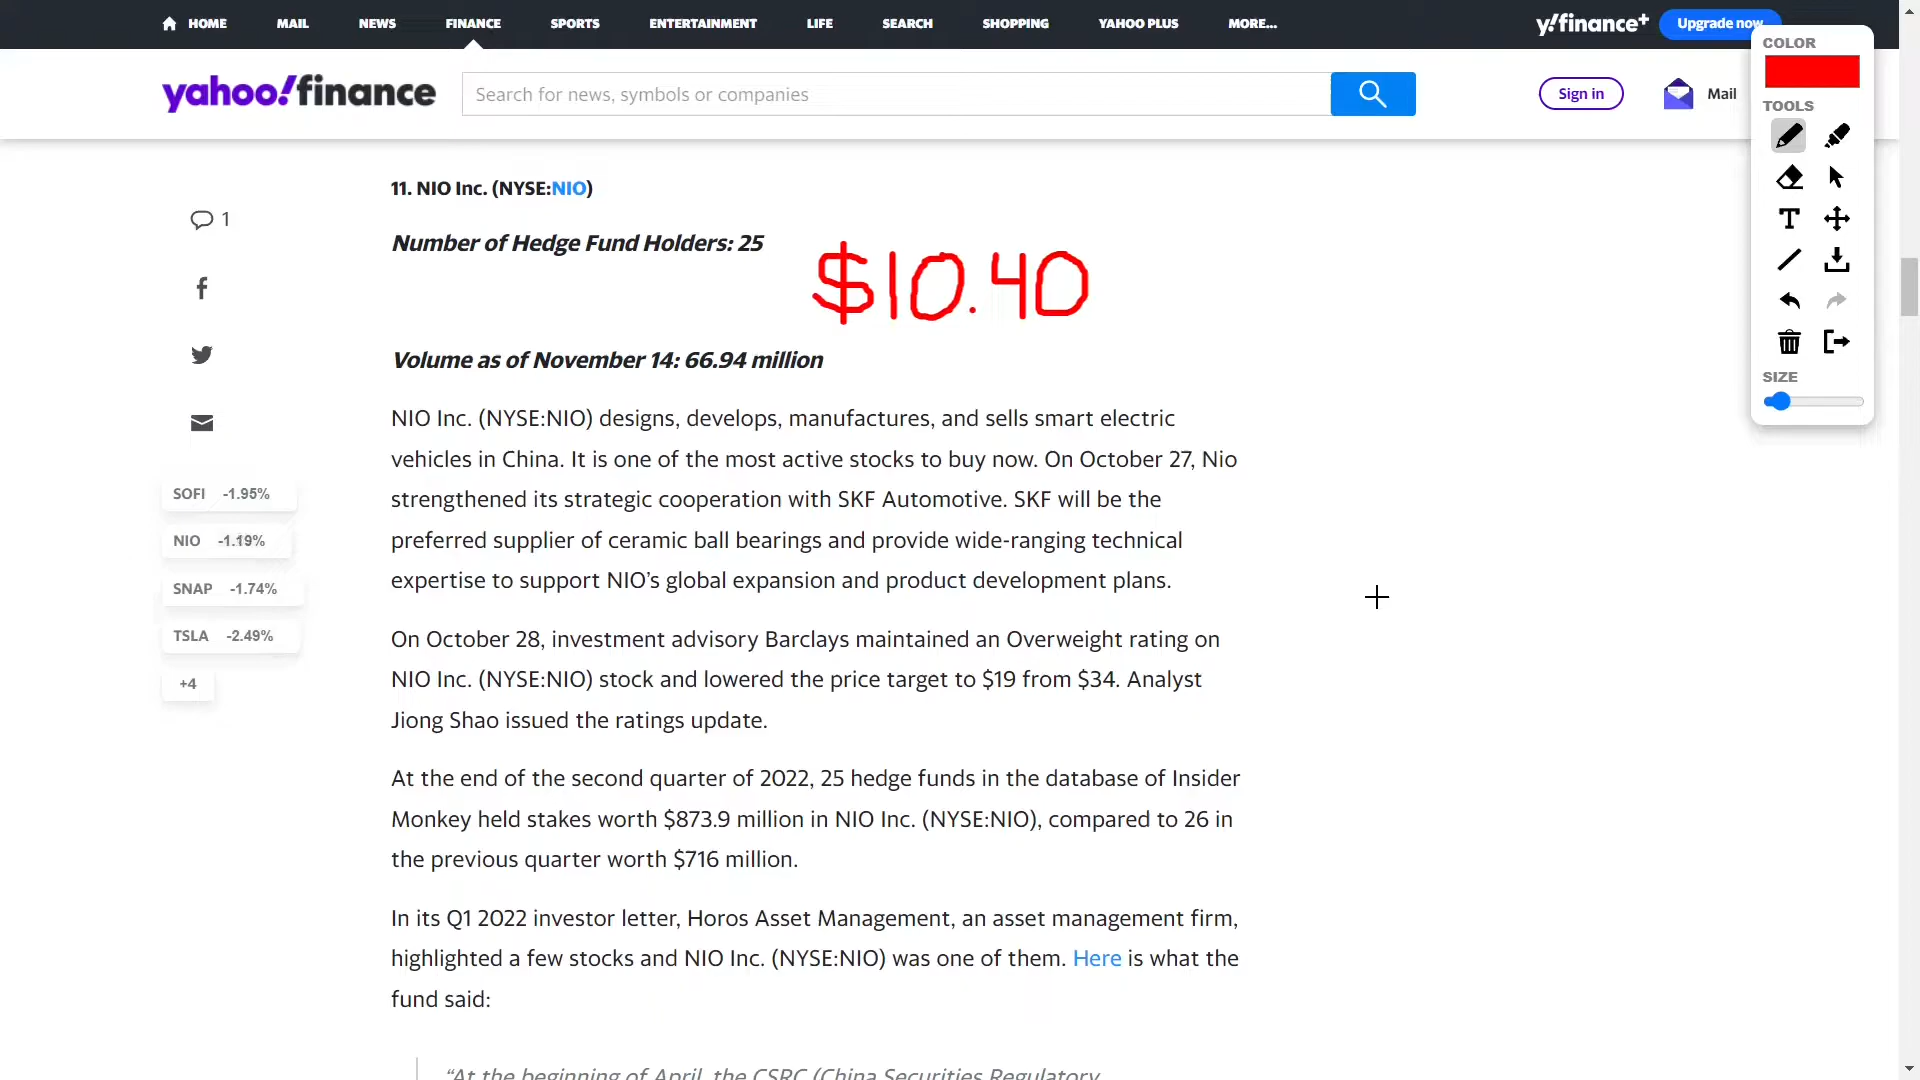 HOME MAIL NEWS FINANCE SPORTS ENTERTAINMENT LIFE SEARCH SHOPPING YAHOO PLUS MORE... y!finance+ Upgrade now
COLOR
yahoo!finance Search for news, symbols or companies Sign in Mail
TOOLS
T
SIZE
11. NIO Inc. (NYSE:NIO)
1
Number of Hedge Fund Holders: 25
$10.40
Volume as of November 14: 66.94 million
NIO Inc. (NYSE:NIO) designs, develops, manufactures, and sells smart electric
vehicles in China. It is one of the most active stocks to buy now. On October 27, Nio
strengthened its strategic cooperation with SKF Automotive. SKF will be the
preferred supplier of ceramic ball bearings and provide wide-ranging technical
expertise to support NIO’s global expansion and product development plans.
SOFI -1.95%
NIO -1.19%
SNAP -1.74%
TSLA -2.49%
+4
On October 28, investment advisory Barclays maintained an Overweight rating on
NIO Inc. (NYSE:NIO) stock and lowered the price target to $19 from $34. Analyst
Jiong Shao issued the ratings update.
At the end of the second quarter of 2022, 25 hedge funds in the database of Insider
Monkey held stakes worth $873.9 million in NIO Inc. (NYSE:NIO), compared to 26 in
the previous quarter worth $716 million.
In its Q1 2022 investor letter, Horos Asset Management, an asset management firm,
highlighted a few stocks and NIO Inc. (NYSE:NIO) was one of them. Here is what the
fund said:
“At the beginning of April, the CSRC (China Securities Regulatory